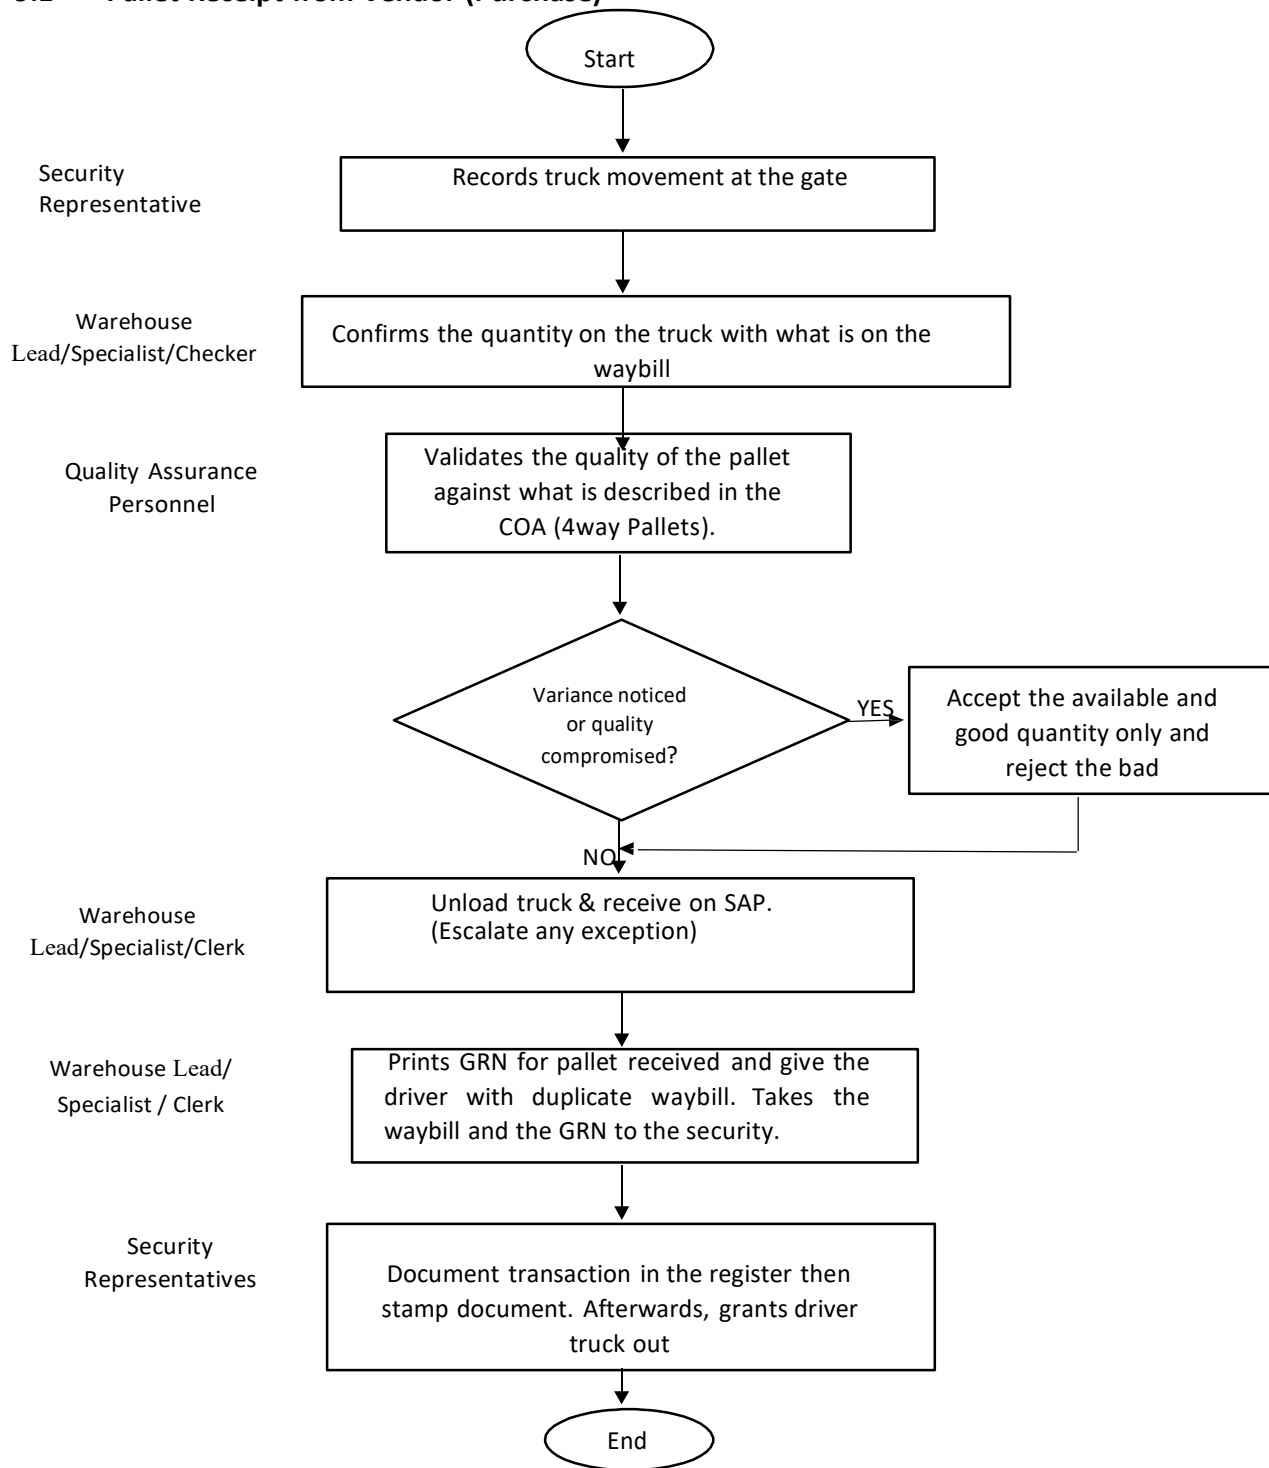 Pallet Receipt from Vendor (Purchase)
Start
Security
Representative
Records truck movement at the gate
Warehouse
Lead/Specialist/Checker
Confirms the quantity on the truck with what is on the
waybill
Quality Assurance
Personnel
Validates the quality of the pallet
against what is described in the
COA (4way Pallets).
Variance noticed
or quality
compromised?
YES
Accept the available and
good quantity only and
reject the bad
NO
Warehouse
Lead/Specialist/Clerk
Unload truck & receive on SAP.
(Escalate any exception)
Warehouse Lead/
Specialist / Clerk
Prints GRN for pallet received and give the
driver with duplicate waybill. Takes the
waybill and the GRN to the security.
Security
Representatives
Document transaction in the register then
stamp document. Afterwards, grants driver
truck out
End